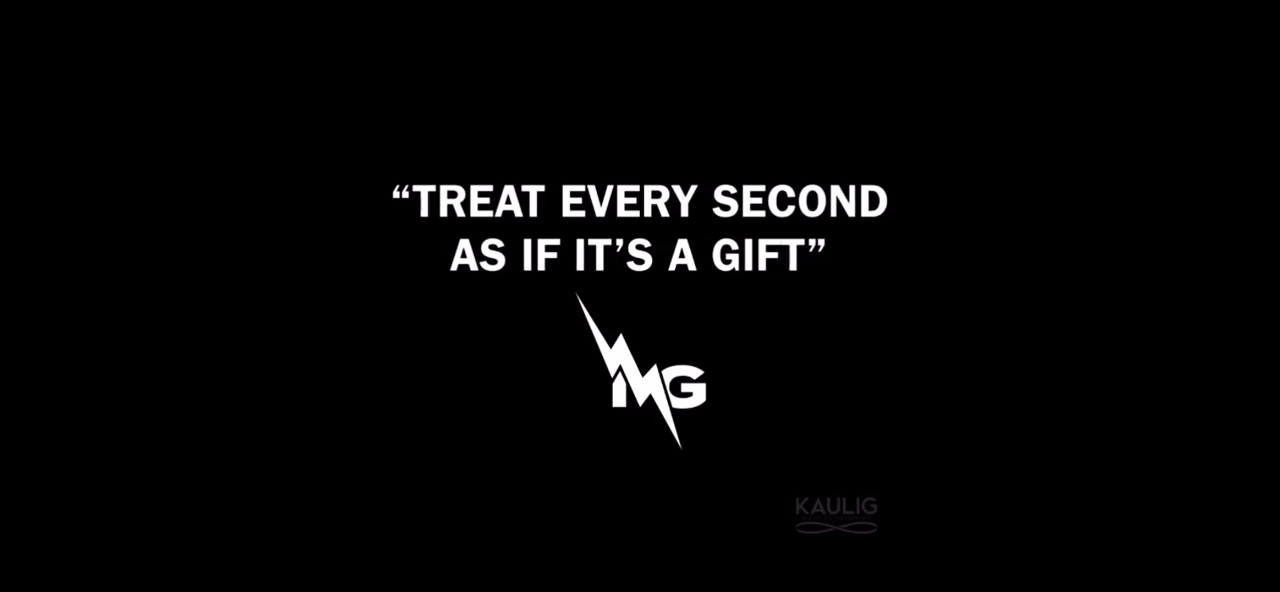 “TREAT EVERY SECOND
AS IF IT’S A GIFT”
MG
KAULIG